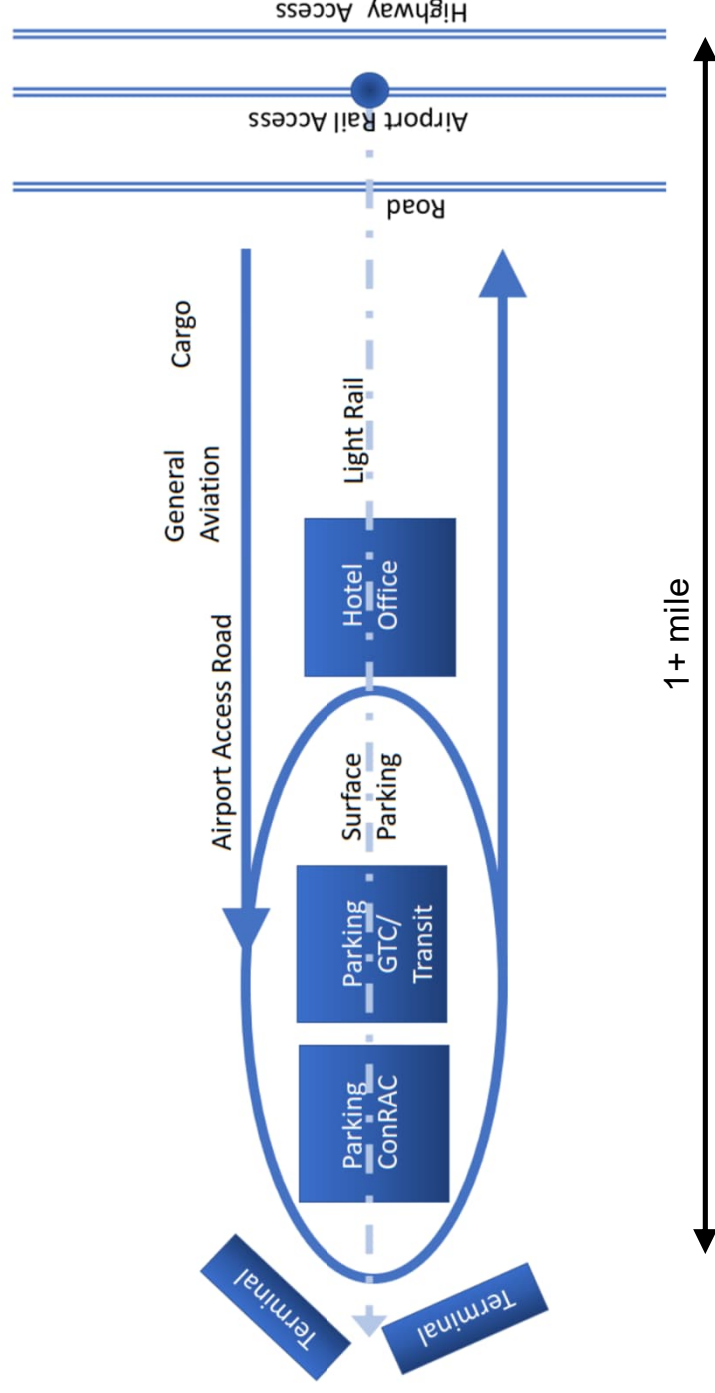 Highway Access
Airport Rail Access
Road
Cargo
General
Aviation
Light Rail
Airport Access Road
Hotel
Office
Surface
Parking
Parking
GTC/
Transit
Parking
ConRAC
Terminal
Terminal
1+ mile